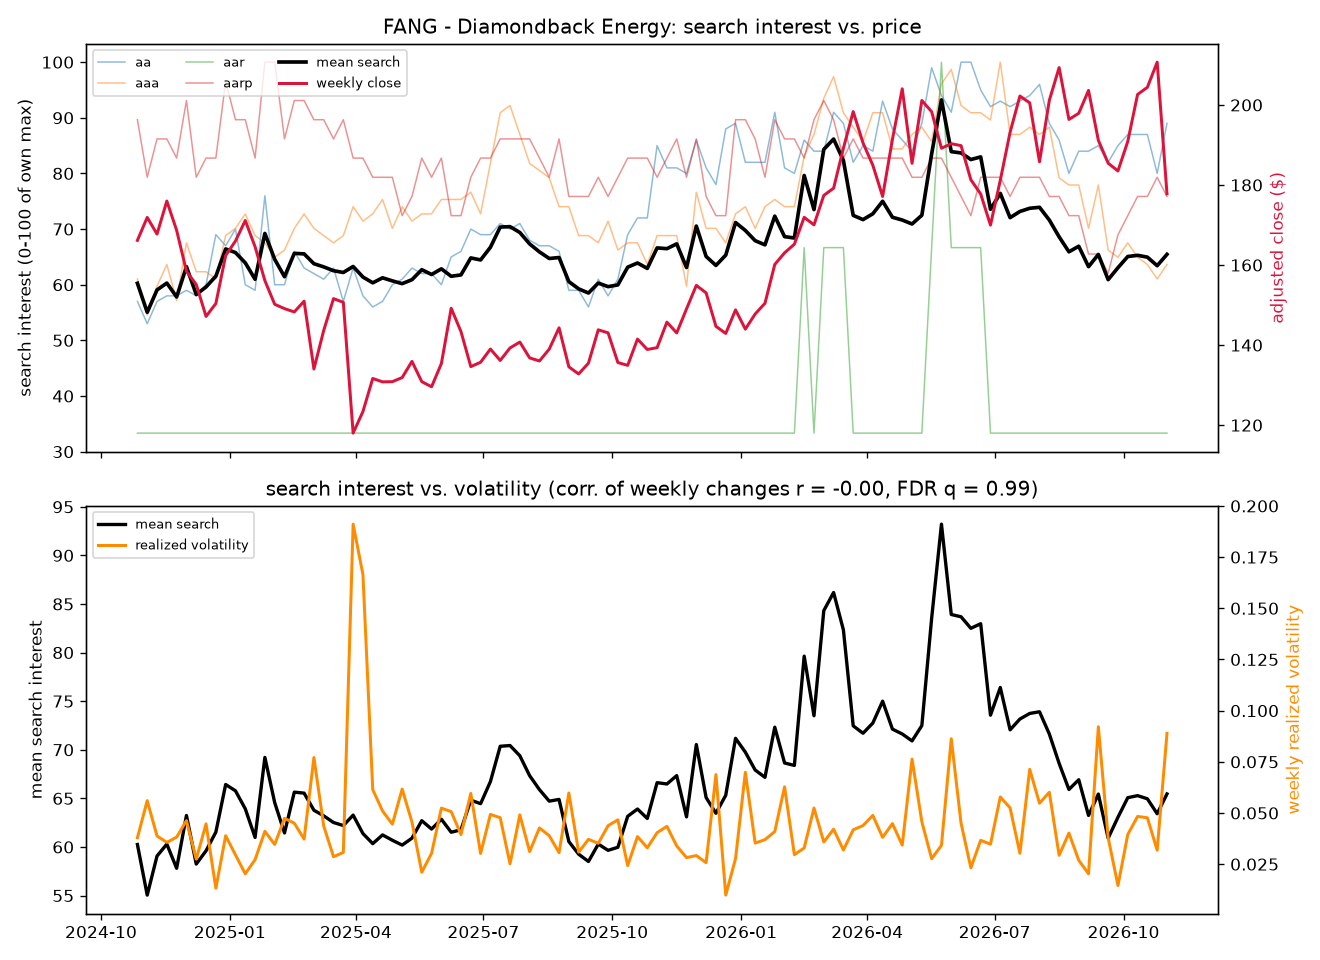 FANG - Diamondback Energy: search interest vs. price
aa
aaa
aar
aarp
mean search
weekly close
search interest (0-100 of own max)
100
90
80
70
60
50
40
30
200
180
160
140
120
adjusted close ($)
search interest vs. volatility (corr. of weekly changes r = -0.00, FDR q = 0.99)
mean search
realized volatility
mean search interest
95
90
85
80
75
70
65
60
55
0.200
0.175
0.150
0.125
0.100
0.075
0.050
0.025
weekly realized volatility
2024-10
2025-01
2025-04
2025-07
2025-10
2026-01
2026-04
2026-07
2026-10